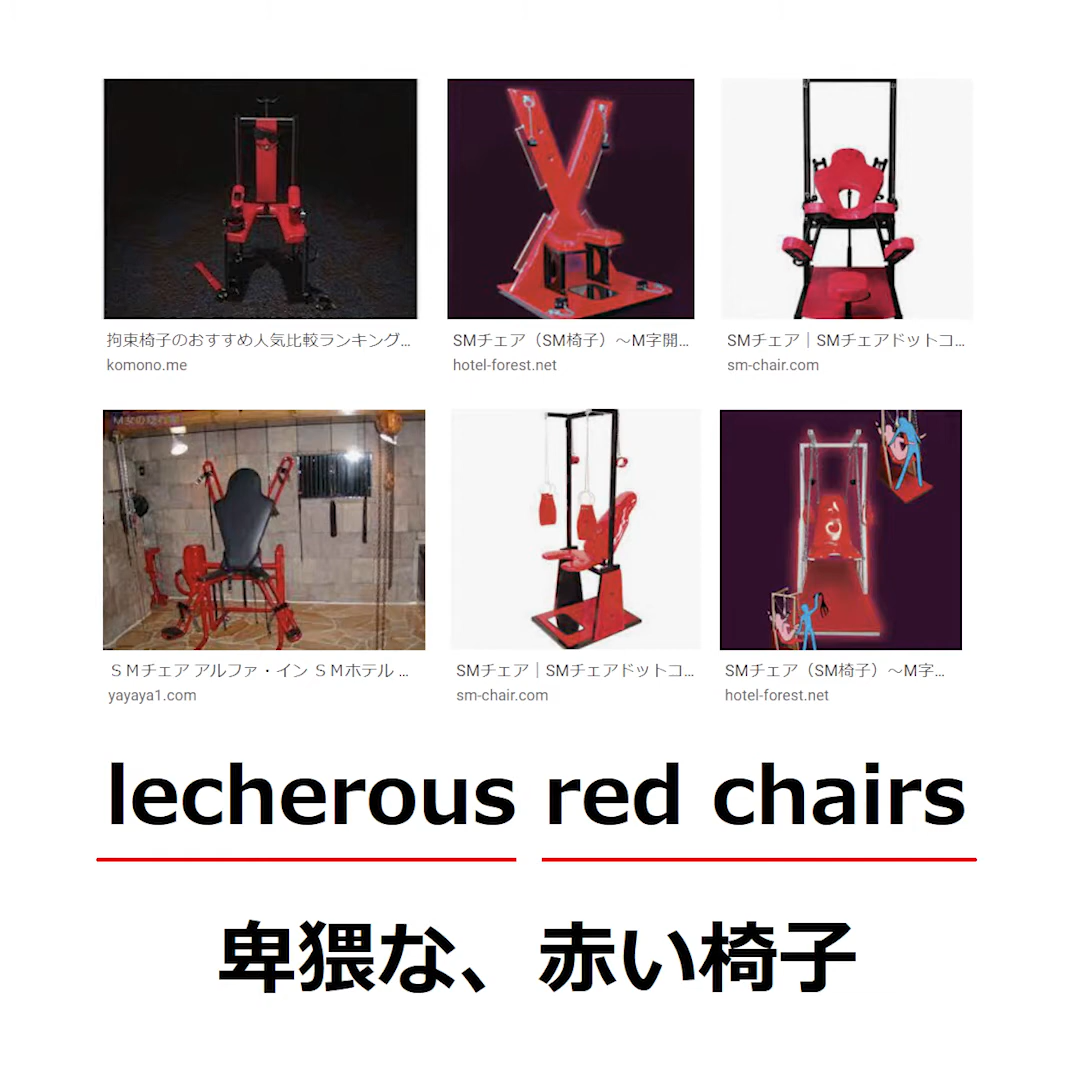 拘束椅子のおすすめ人気比較ランキング...
komono.me
SMチェア（SM椅子）～M字開...
hotel-forest.net
SMチェア｜SMチェアドットコ...
sm-chair.com
ＳＭチェア アルファ・イン ＳＭホテル ...
yayaya1.com
SMチェア｜SMチェアドットコ...
sm-chair.com
SMチェア（SM椅子）～M字...
hotel-forest.net
lecherous red chairs
卑猥な、赤い椅子